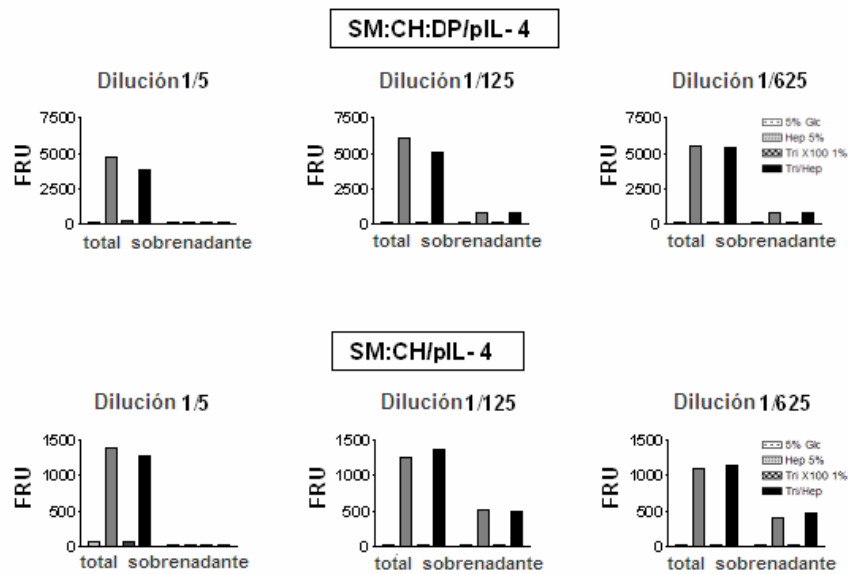 SM:CH:DP/pIL- 4
Dilución 1/5
Dilución 1/125
Dilución 1/625
FRU
7500
5000
2500
0
total sobrenadante
FRU
7500
5000
2500
0
total sobrenadante
FRU
7500
5000
2500
0
total sobrenadante
5% Glc
Hep 5%
Tri X100 1%
Tri/Hep
SM:CH/pIL- 4
Dilución 1/5
Dilución 1/125
Dilución 1/625
FRU
1500
1000
500
0
total sobrenadante
FRU
1500
1000
500
0
total sobrenadante
FRU
1500
1000
500
0
total sobrenadante
5% Glc
Hep 5%
Tri X100 1%
Tri/Hep